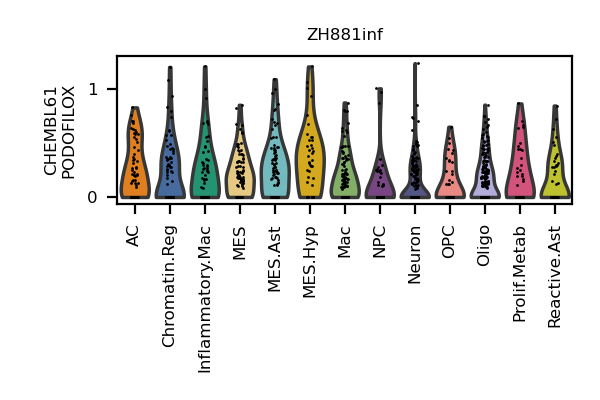 ZH881inf
CHEMBL61
PODOFILOX
1
0
AC
Chromatin.Reg
Inflammatory.Mac
MES
MES.Ast
MES.Hyp
Mac
NPC
Neuron
OPC
Oligo
Prolif.Metab
Reactive.Ast